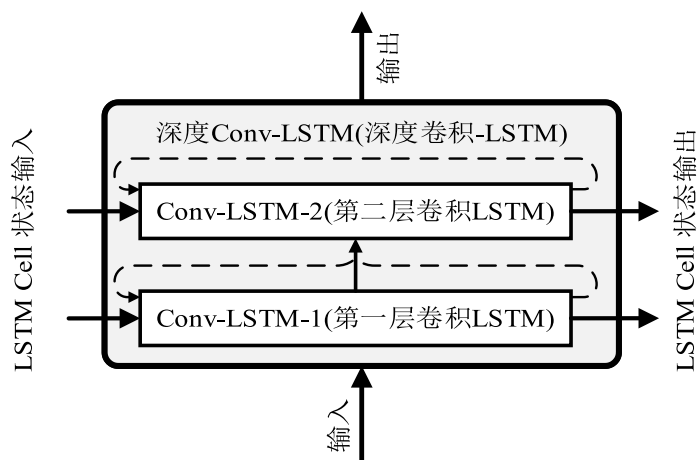 输出
深度Conv-LSTM(深度卷积-LSTM)
LSTM Cell 状态输入
Conv-LSTM-2(第二层卷积LSTM)
LSTM Cell 状态输出
Conv-LSTM-1(第一层卷积LSTM)
输入